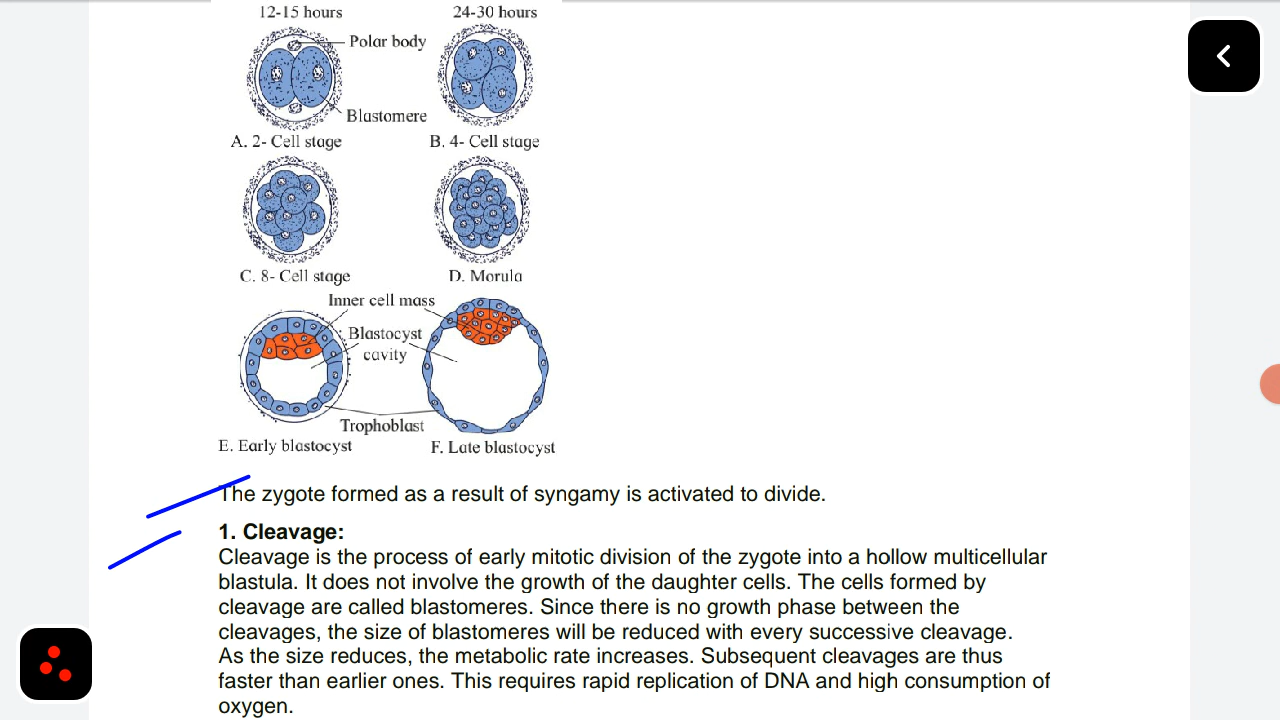 12-15 hours 24-30 hours
Polar body
Blastomere
A. 2- Cell stage B. 4- Cell stage
C. 8- Cell stage D. Morula
Inner cell mass
Blastocyst
cavity
Trophoblast
E. Early blastocyst F. Late blastocyst
The zygote formed as a result of syngamy is activated to divide.
1. Cleavage:
Cleavage is the process of early mitotic division of the zygote into a hollow multicellular
blastula. It does not involve the growth of the daughter cells. The cells formed by
cleavage are called blastomeres. Since there is no growth phase between the
cleavages, the size of blastomeres will be reduced with every successive cleavage.
As the size reduces, the metabolic rate increases. Subsequent cleavages are thus
faster than earlier ones. This requires rapid replication of DNA and high consumption of
oxygen.